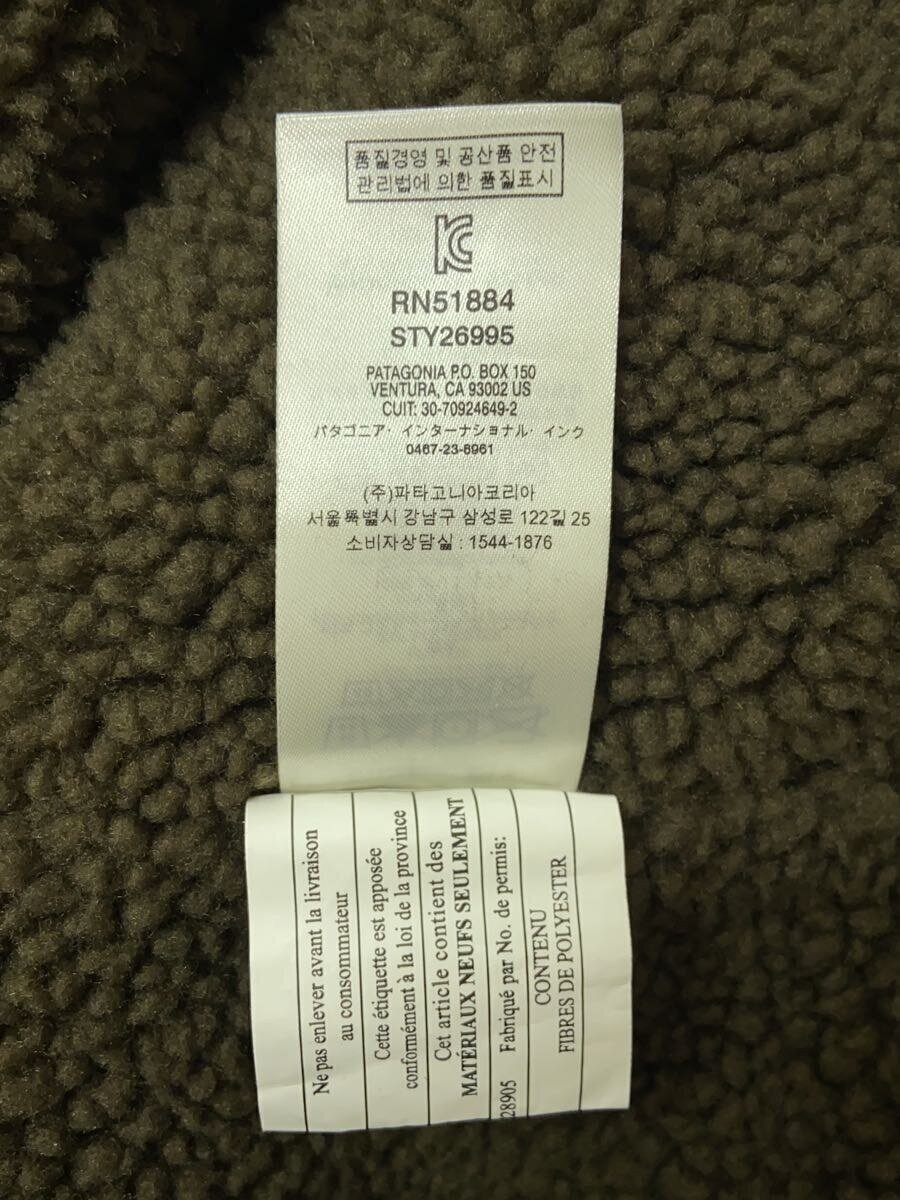 품질경영 및 공산품 안전
관리법에 의한 품질표시
RN51884
STY26995
PATAGONIA P.O. BOX 150
VENTURA, CA 93002 US
CUIT: 30-70924649-2
パタゴニア・インターナショナル・インク
0467-23-8961
(주)파타고니아코리아
서울특별시 강남구 삼성로 122길 25
소비자상담실 : 1544-1876
Ne pas enlever avant la livraison
au consommateur
Cette étiquette est apposée
conformément à la loi de la province
Cet article contient des
MATÉRIAUX NEUFS SEULEMENT
28905 Fabriqué par No. de permis:
CONTENU
FIBRES DE POLYESTER